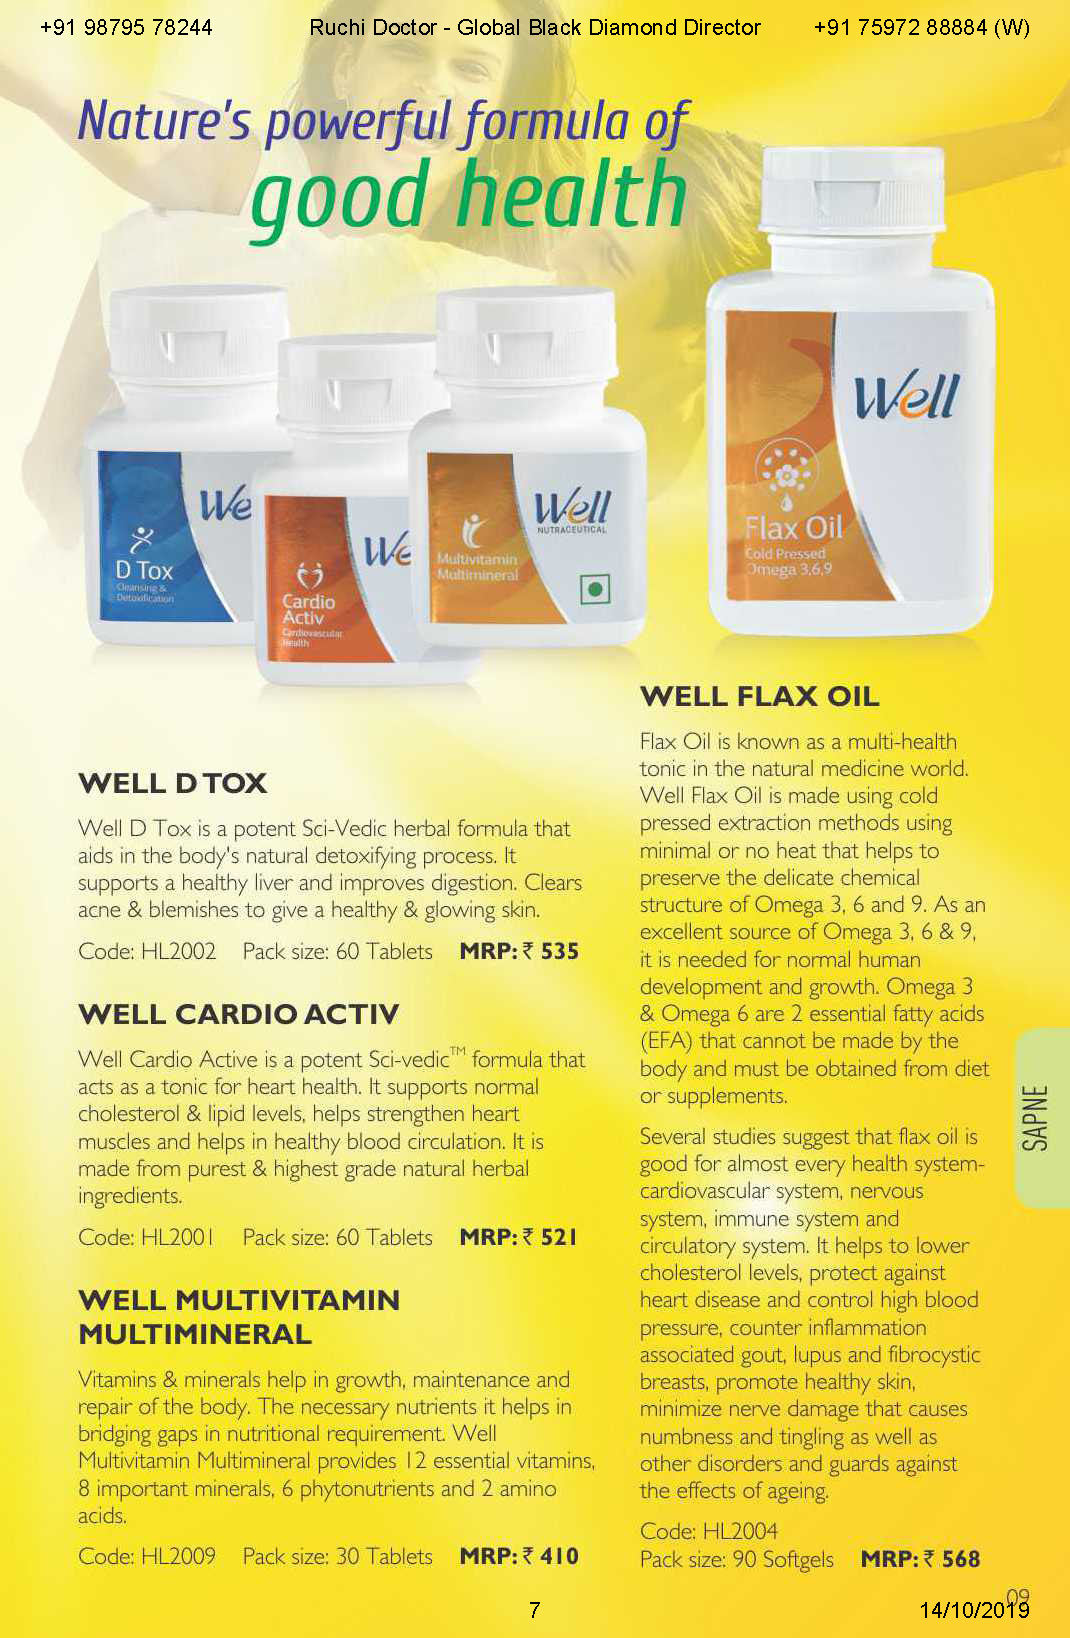 +91 98795 78244 Ruchi Doctor - Global Black Diamond Director +91 75972 88884 (W)
Nature's powerful formula of
good health
We
D Tox
Cleansing &
Detoxification
We
Cardio
Activ
Cardiovascular
Health
Well
NUTRACEUTICAL
Multivitamin
Multimineral
Well
Flax Oil
Cold Pressed
Omega 3,6,9
WELL D TOX
Well D Tox is a potent Sci-Vedic herbal formula that
aids in the body's natural detoxifying process. It
supports a healthy liver and improves digestion. Clears
acne & blemishes to give a healthy & glowing skin.
Code: HL2002 Pack size: 60 Tablets MRP: ₹ 535
WELL CARDIO ACTIV
Well Cardio Active is a potent Sci-vedic™ formula that
acts as a tonic for heart health. It supports normal
cholesterol & lipid levels, helps strengthen heart
muscles and helps in healthy blood circulation. It is
made from purest & highest grade natural herbal
ingredients.
Code: HL2001 Pack size: 60 Tablets MRP: ₹ 521
WELL MULTIVITAMIN
MULTIMINERAL
Vitamins & minerals help in growth, maintenance and
repair of the body. The necessary nutrients it helps in
bridging gaps in nutritional requirement. Well
Multivitamin Multimineral provides 12 essential vitamins,
8 important minerals, 6 phytonutrients and 2 amino
acids.
Code: HL2009 Pack size: 30 Tablets MRP: ₹ 410
WELL FLAX OIL
Flax Oil is known as a multi-health
tonic in the natural medicine world.
Well Flax Oil is made using cold
pressed extraction methods using
minimal or no heat that helps to
preserve the delicate chemical
structure of Omega 3, 6 and 9. As an
excellent source of Omega 3, 6 & 9,
it is needed for normal human
development and growth. Omega 3
& Omega 6 are 2 essential fatty acids
(EFA) that cannot be made by the
body and must be obtained from diet
or supplements.
Several studies suggest that flax oil is
good for almost every health system-
cardiovascular system, nervous
system, immune system and
circulatory system. It helps to lower
cholesterol levels, protect against
heart disease and control high blood
pressure, counter inflammation
associated gout, lupus and fibrocystic
breasts, promote healthy skin,
minimize nerve damage that causes
numbness and tingling as well as
other disorders and guards against
the effects of ageing.
Code: HL2004
Pack size: 90 Softgels MRP: ₹ 568
SAPNE
09
7 14/10/2019